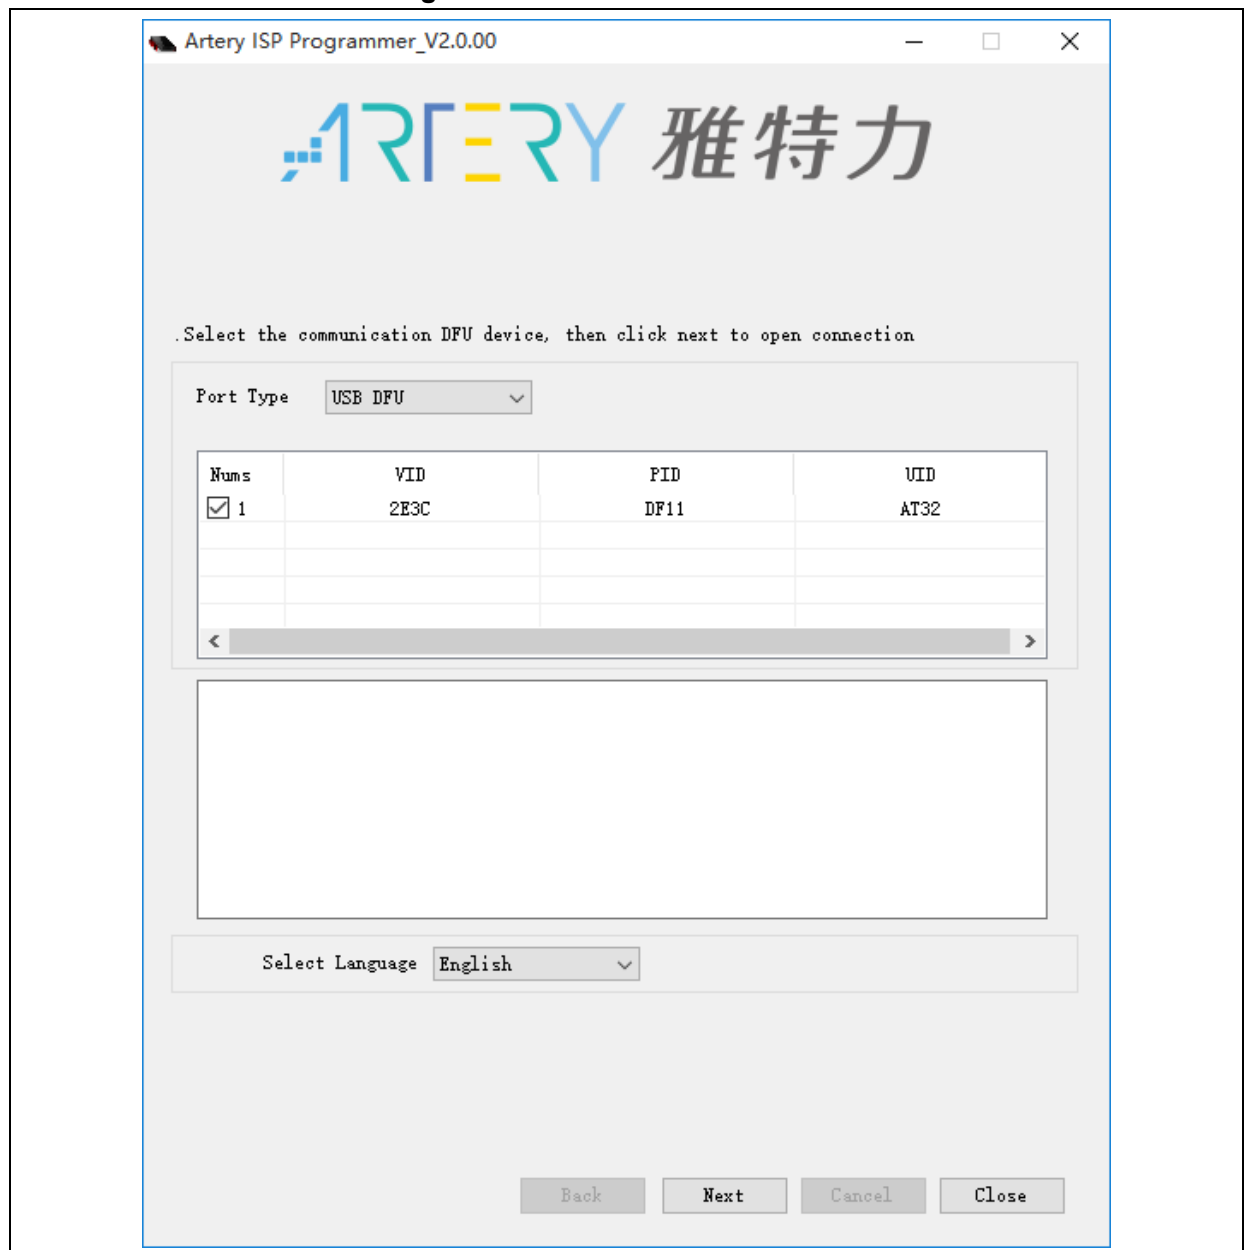 Artery ISP Programmer_V2.0.00
ARTERY 雅特力
.Select the communication DFU device, then click next to open connection
Port Type USB DFU
Nums VID PID UID
1 2E3C DF11 AT32
Select Language English
Back Next Cancel Close